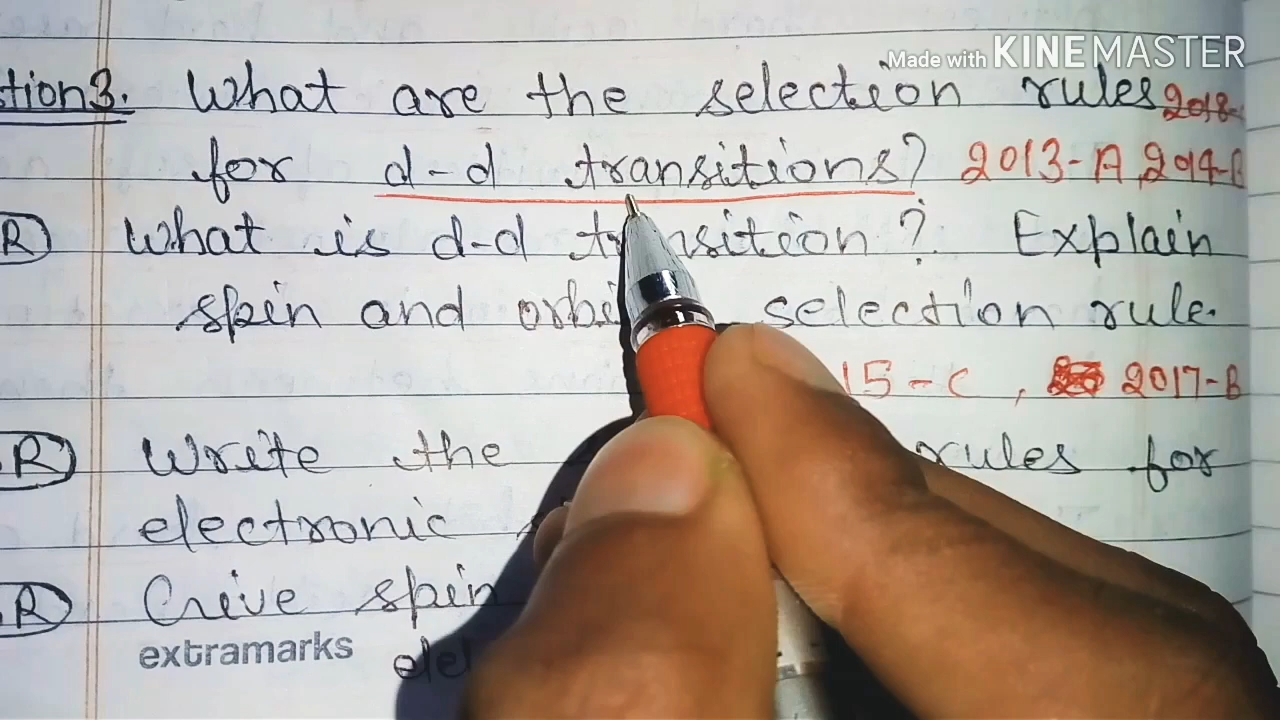 Made with KINEMASTER
stion3. What are the selection rules 2018-
for d-d transitions? 2013-A, 2014-B
R) What is d-d transition? Explain
spin and orbi selection rule.
15-C, 2017-B
R) Write the rules for
electronic
R) Give spin
extramarks